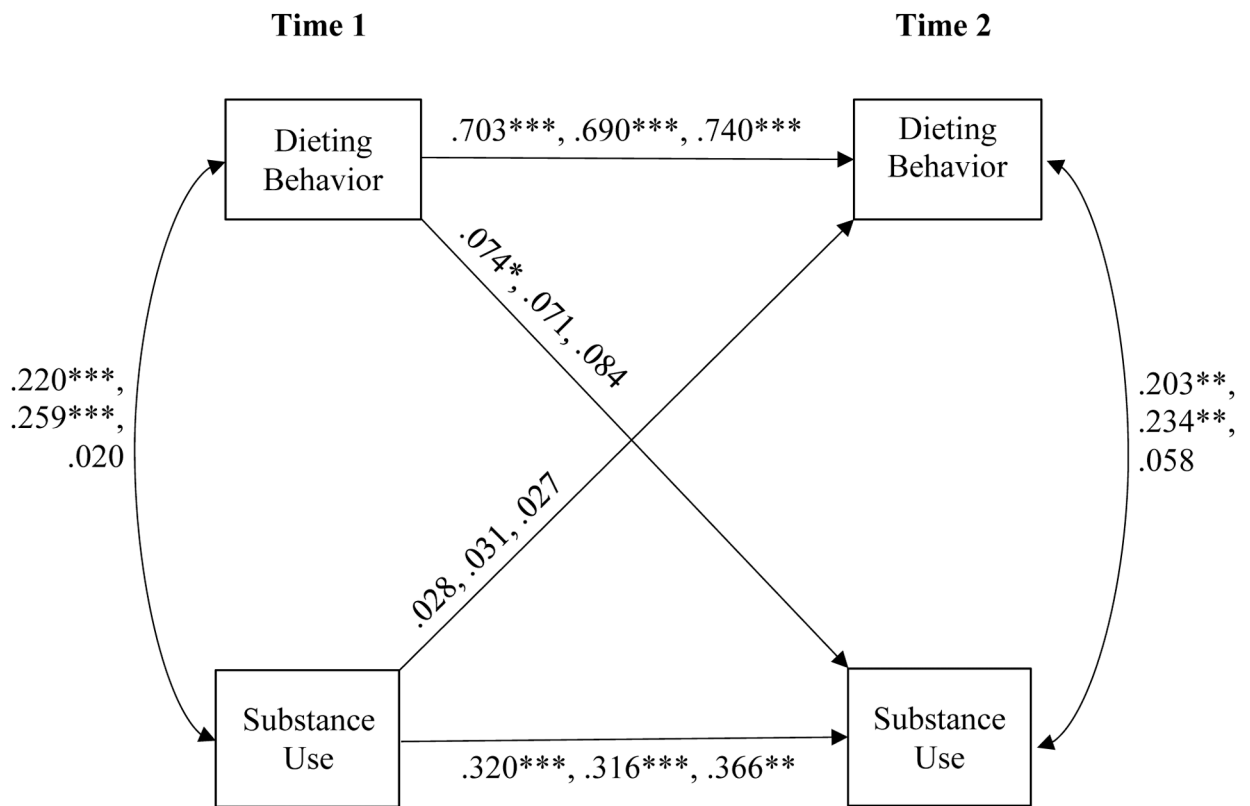 Time 1
Time 2
Dieting
Behavior
.703***, .690***, .740***
Dieting
Behavior
.074*, .071, .084
.220***,
.259***,
.020
.203**,
.234**,
.058
.028, .031, .027
Substance
Use
.320***, .316***, .366**
Substance
Use